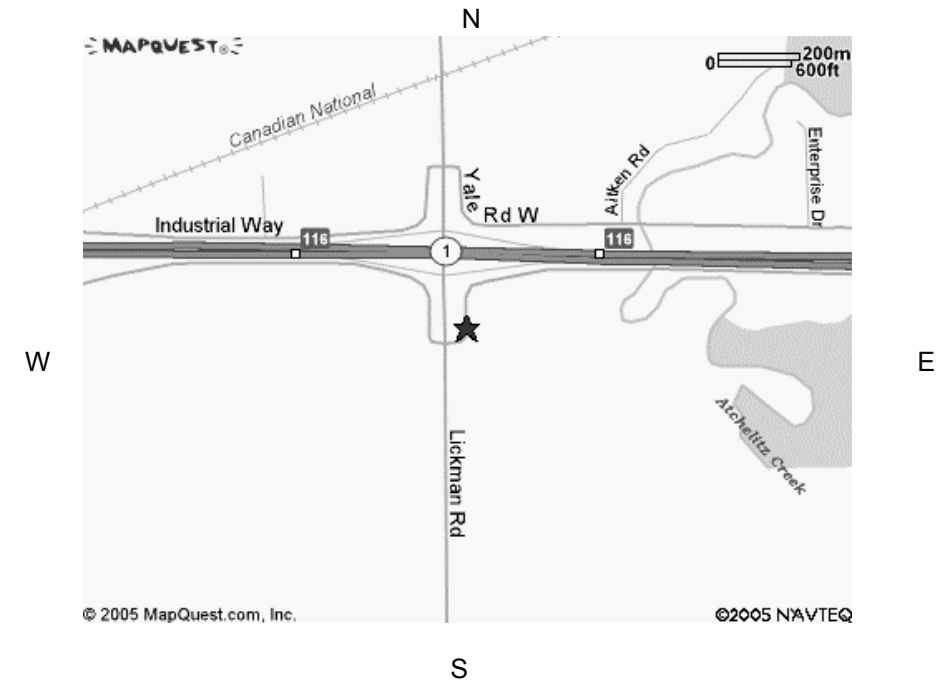 N
MAPQUEST®
0 200m
600ft
Canadian National
Yale
Rd W
Aitken Rd
Enterprise Dr
Industrial Way
116
1
116
W
E
Atchelitz Creek
Lickman Rd
© 2005 MapQuest.com, Inc.
©2005 NAVTEQ
S